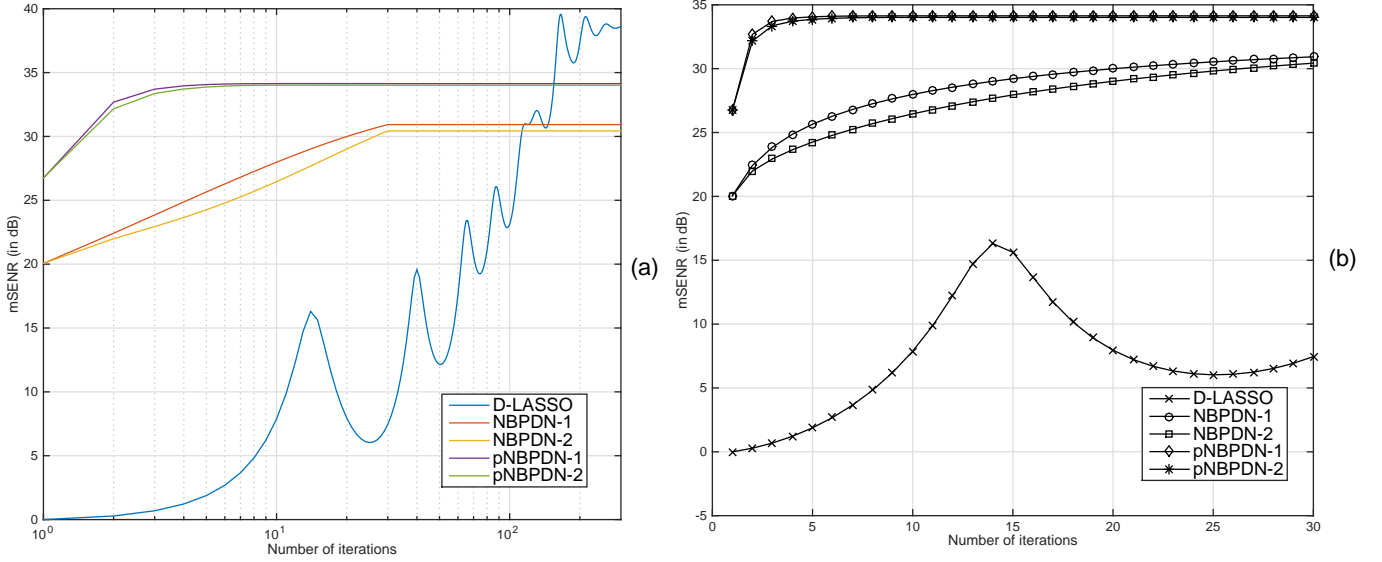 40
35
30
25
20
15
10
5
0
mSENR (in dB)
10^0
10^1
10^2
Number of iterations
D-LASSO
NBPDN-1
NBPDN-2
pNBPDN-1
pNBPDN-2
(a)
35
30
25
20
15
10
5
0
-5
mSENR (in dB)
0
5
10
15
20
25
30
Number of iterations
D-LASSO
NBPDN-1
NBPDN-2
pNBPDN-1
pNBPDN-2
(b)